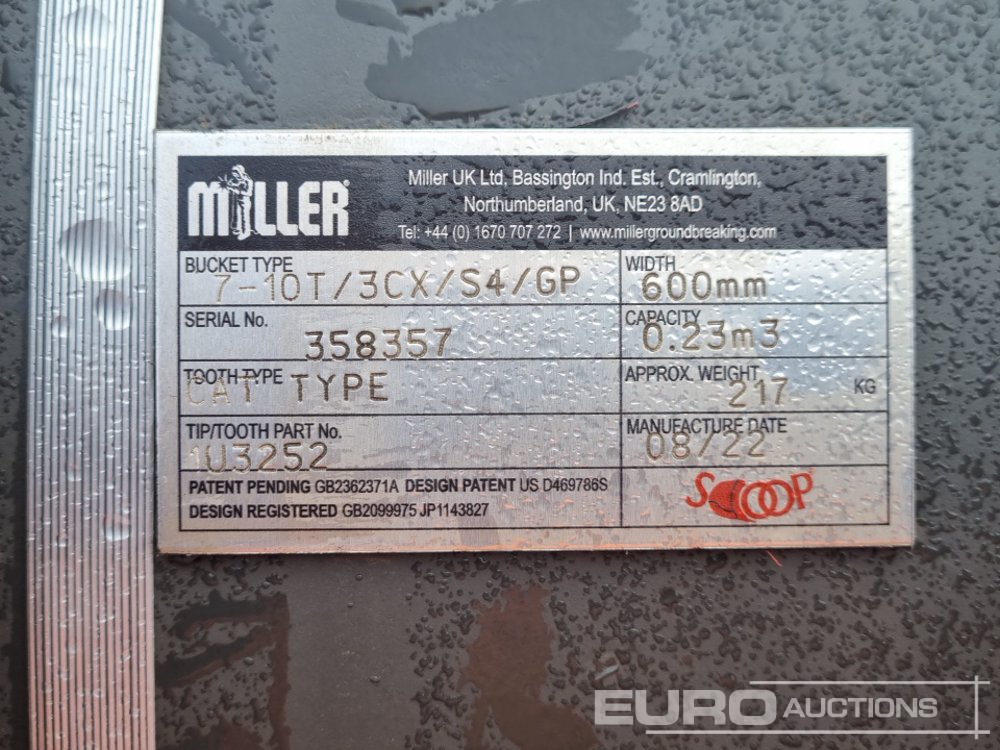 MILLER®
Miller UK Ltd, Bassington Ind. Est., Cramlington,
Northumberland, UK, NE23 8AD
Tel: +44 (0) 1670 707 272 | www.millergroundbreaking.com
BUCKET TYPE
7-10T/3CX/S4/GP
WIDTH
600mm
SERIAL No.
358357
CAPACITY
0.23m3
TOOTH TYPE
CAT TYPE
APPROX. WEIGHT
217 KG
TIP/TOOTH PART No.
1U3252
MANUFACTURE DATE
08/22
PATENT PENDING GB2362371A DESIGN PATENT US D469786S
DESIGN REGISTERED GB2099975 JP1143827
SCOOP
EURO AUCTIONS